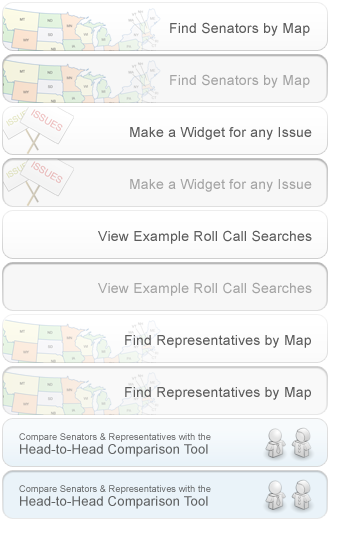 Find Senators by Map
Find Senators by Map
ISSUES
Make a Widget for any Issue
ISSUES
Make a Widget for any Issue
View Example Roll Call Searches
View Example Roll Call Searches
Find Representatives by Map
Find Representatives by Map
Compare Senators & Representatives with the
Head-to-Head Comparison Tool
Compare Senators & Representatives with the
Head-to-Head Comparison Tool